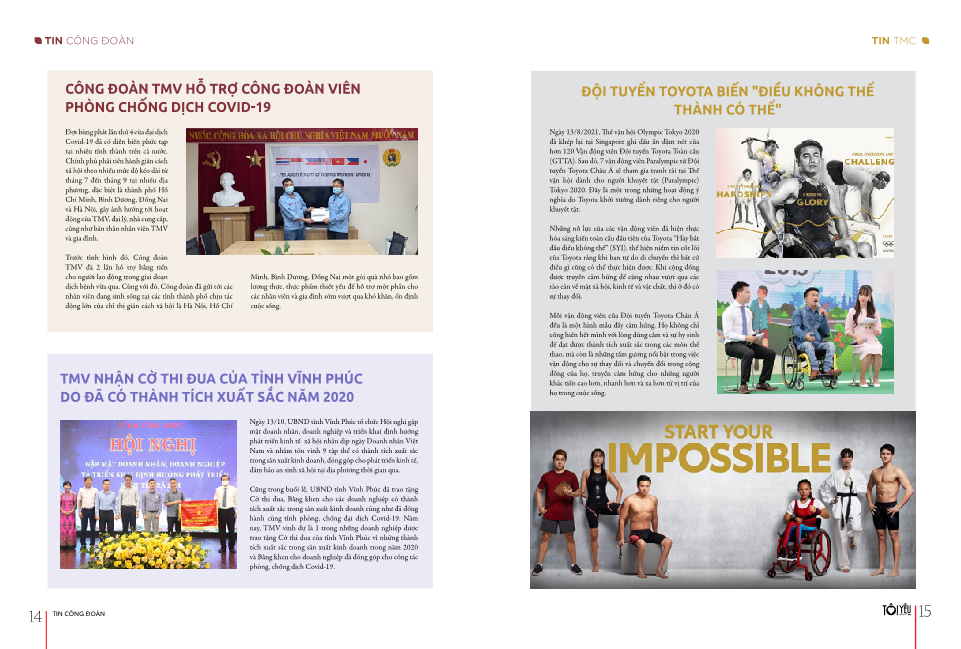 TIN CÔNG ĐOÀN
CÔNG ĐOÀN TMV HỖ TRỢ CÔNG ĐOÀN VIÊN
PHÒNG CHỐNG DỊCH COVID-19
Đợt bùng phát lần thứ 4 của đại dịch
Covid-19 đã có diễn biến phức tạp
tại nhiều tỉnh thành trên cả nước.
Chính phủ phải tiến hành giãn cách
xã hội theo nhiều mức độ kéo dài từ
tháng 7 đến tháng 9 tại nhiều địa
phương, đặc biệt là thành phố Hồ
Chí Minh, Bình Dương, Đồng Nai
và Hà Nội, gây ảnh hưởng tới hoạt
động của TMV, đại lý, nhà cung cấp,
cũng như bản thân nhân viên TMV
và gia đình.
Trước tình hình đó, Công đoàn
TMV đã 2 lần hỗ trợ bằng tiền
cho người lao động trong giai đoạn
dịch bệnh vừa qua. Cùng với đó, Công đoàn đã gửi tới các
nhân viên đang sinh sống tại các tỉnh thành phố chịu tác
động lớn của chỉ thị giãn cách xã hội là Hà Nội, Hồ Chí
NƯỚC CỘNG HÒA XÃ HỘI CHỦ NGHĨA VIỆT NAM MUÔN NĂM
Minh, Bình Dương, Đồng Nai một gói quà nhỏ bao gồm
lương thực, thực phẩm thiết yếu để hỗ trợ một phần cho
các nhân viên và gia đình sớm vượt qua khó khăn, ổn định
cuộc sống.
TMV NHẬN CỜ THI ĐUA CỦA TỈNH VĨNH PHÚC
DO ĐÃ CÓ THÀNH TÍCH XUẤT SẮC NĂM 2020
HỘI NGHỊ
GẶP MẶT DOANH NHÂN, DOANH NGHIỆP
VÀ TRIỂN KHAI ĐỊNH HƯỚNG PHÁT TRIỂN
Ngày 13/10, UBND tỉnh Vĩnh Phúc tổ chức Hội nghị gặp
mặt doanh nhân, doanh nghiệp và triển khai định hướng
phát triển kinh tế xã hội nhân dịp ngày Doanh nhân Việt
Nam và nhằm tôn vinh 9 tập thể có thành tích xuất sắc
trong sản xuất kinh doanh, đóng góp cho phát triển kinh tế,
đảm bảo an sinh xã hội tại địa phương thời gian qua.
Cũng trong buổi lễ, UBND tỉnh Vĩnh Phúc đã trao tặng
Cờ thi đua, Bằng khen cho các doanh nghiệp có thành
tích xuất sắc trong sản xuất kinh doanh cũng như đã đồng
hành cùng tỉnh phòng, chống đại dịch Covid-19. Năm
nay, TMV vinh dự là 1 trong những doanh nghiệp được
trao tặng Cờ thi đua của tỉnh Vĩnh Phúc vì những thành
tích xuất sắc trong sản xuất kinh doanh trong năm 2020
và Bằng khen cho doanh nghiệp đã đóng góp cho công tác
phòng, chống dịch Covid-19.
14
TIN CÔNG ĐOÀN
TIN TMC
ĐỘI TUYỂN TOYOTA BIẾN "ĐIỀU KHÔNG THỂ
THÀNH CÓ THỂ"
Ngày 13/8/2021, Thế vận hội Olympic Tokyo 2020
đã khép lại tại Singapore ghi dấu ấn đậm nét của
hơn 120 Vận động viên Đội tuyển Toyota Toàn cầu
(GTTA). Sau đó, 7 vận động viên Paralympic từ Đội
tuyển Toyota Châu Á sẽ tham gia tranh tài tại Thế
vận hội dành cho người khuyết tật (Paralympic)
Tokyo 2020. Đây là một trong những hoạt động ý
nghĩa do Toyota khởi xướng dành riêng cho người
khuyết tật.
Những nỗ lực của các vận động viên đã hiện thực
hóa sáng kiến toàn cầu đầu tiên của Toyota "Hãy bắt
đầu điều không thể" (SYI), thể hiện niềm tin cốt lõi
của Toyota rằng khi bạn tự do di chuyển thì bất cứ
điều gì cũng có thể thực hiện được. Khi cộng đồng
được truyền cảm hứng để cùng nhau vượt qua các
rào cản về mặt xã hội, kinh tế và vật chất, thì ở đó có
sự thay đổi.
Mỗi vận động viên của Đội tuyển Toyota Châu Á
đều là một hình mẫu đầy cảm hứng. Họ không chỉ
cống hiến hết mình với lòng dũng cảm và sự hy sinh
để đạt được thành tích xuất sắc trong các môn thể
thao, mà còn là những tấm gương nổi bật trong việc
vận động cho sự thay đổi và chuyển đổi trong cộng
đồng của họ, truyền cảm hứng cho những người
khác tiến cao hơn, nhanh hơn và xa hơn từ vị trí của
họ trong cuộc sống.
CHALLENG
HARDSHIPS
GLORY
2019
START YOUR
IMPOSSIBLE
TÔI YÊU
15